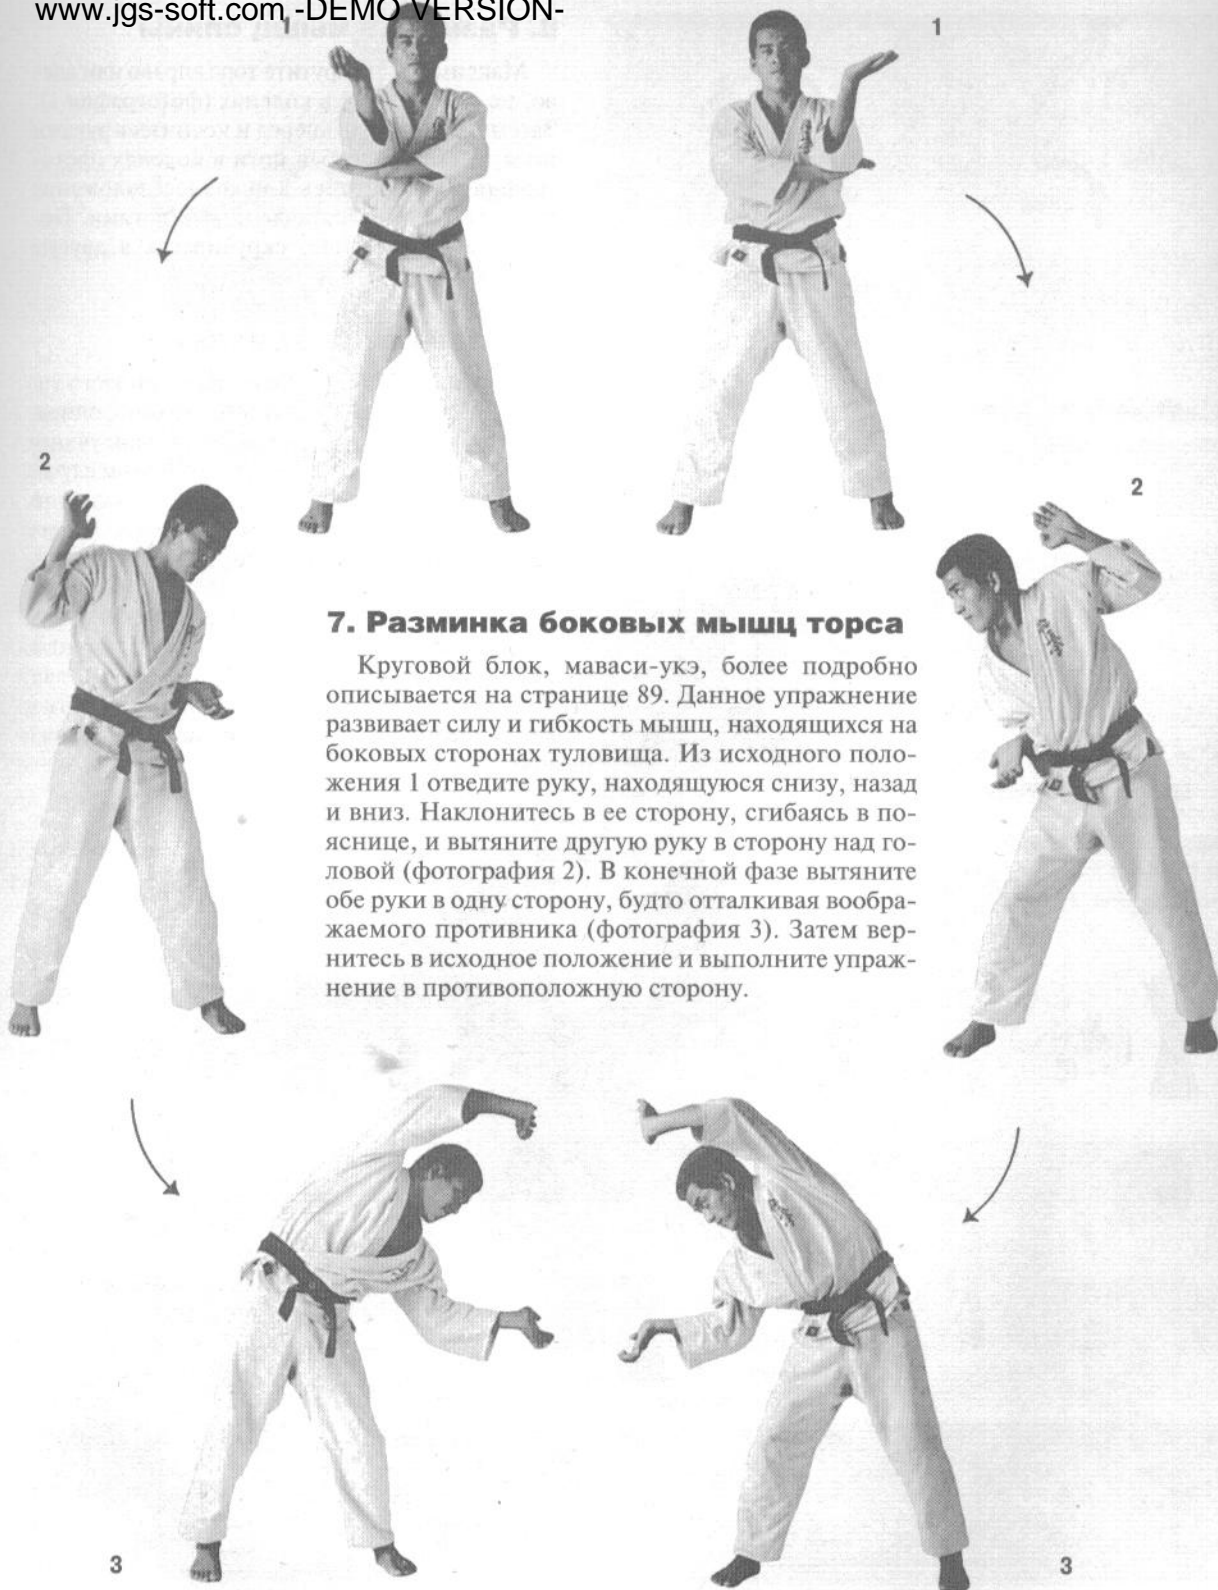 www.jgs-soft.com -DEMO VERSION-
1
1
2
2
7. Разминка боковых мышц торса
Круговой блок, маваси-укэ, более подробно
описывается на странице 89. Данное упражнение
развивает силу и гибкость мышц, находящихся на
боковых сторонах туловища. Из исходного поло-
жения 1 отведите руку, находящуюся снизу, назад
и вниз. Наклонитесь в ее сторону, сгибаясь в по-
яснице, и вытяните другую руку в сторону над го-
ловой (фотография 2). В конечной фазе вытяните
обе руки в одну сторону, будто отталкивая вообра-
жаемого противника (фотография 3). Затем вер-
нитесь в исходное положение и выполните упраж-
нение в противоположную сторону.
3
3